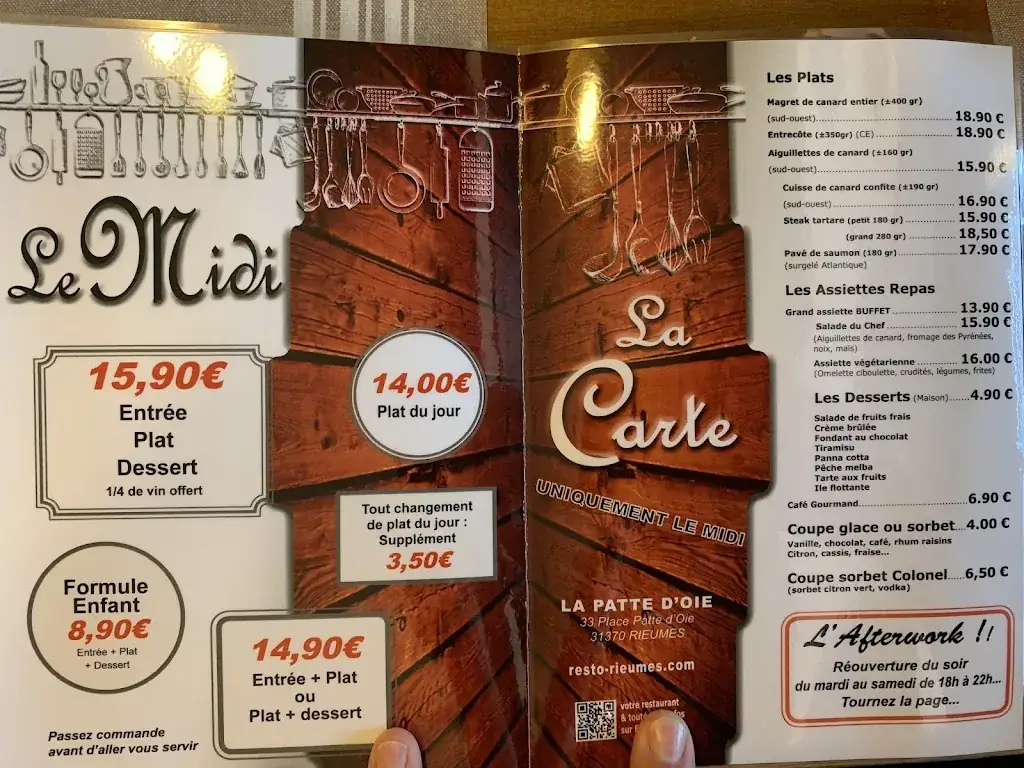 Le Midi
15,90€
Entrée
Plat
Dessert
1/4 de vin offert
14,00€
Plat du jour
Tout changement
de plat du jour :
Supplément
3,50€
Formule
Enfant
8,90€
Entrée + Plat
+ Dessert
14,90€
Entrée + Plat
ou
Plat + dessert
Passez commande
avant d'aller vous servir
La
Carte
UNIQUEMENT LE MIDI
LA PATTE D'OIE
33 Place Patte d'Oie
31370 RIEUMES
resto-rieumes.com
votre restaurant
& toute
sur
Les Plats
Magret de canard entier (±400 gr)
(sud-ouest)..........18.90 €
Entrecôte (±350gr) (CE)..........18.90 €
Aiguillettes de canard (±160 gr)
(sud-ouest)..........15.90 €
Cuisse de canard confite (±190 gr)
(sud-ouest)..........16.90 €
Steak tartare (petit 180 gr)..........15.90 €
(grand 280 gr)..........18,50 €
Pavé de saumon (180 gr)..........17.90 €
(surgelé Atlantique)
Les Assiettes Repas
Grand assiette BUFFET..........13.90 €
Salade du Chef..........15.90 €
(Aiguillettes de canard, fromage des Pyrénées,
noix, maïs)
Assiette végétarienne..........16.00 €
(Omelette ciboulette, crudités, légumes, frites)
Les Desserts (Maison)......4.90 €
Salade de fruits frais
Crème brûlée
Fondant au chocolat
Tiramisu
Panna cotta
Pêche melba
Tarte aux fruits
Ile flottante
Café Gourmand..........6.90 €
Coupe glace ou sorbet...4.00 €
Vanille, chocolat, café, rhum raisins
Citron, cassis, fraise...
Coupe sorbet Colonel.....6,50 €
(sorbet citron vert, vodka)
L'Afterwork !!
Réouverture du soir
du mardi au samedi de 18h à 22h...
Tournez la page...